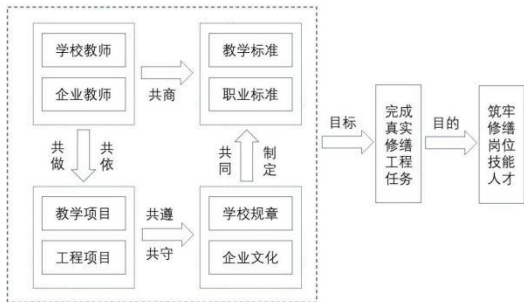 学校教师
企业教师
共商
教学标准
职业标准
共做
共依
共同
制定
教学项目
工程项目
共遵
共守
学校规章
企业文化
目标
完成
真实
修缮
工程
任务
目的
筑牢
修缮
岗位
技能
人才